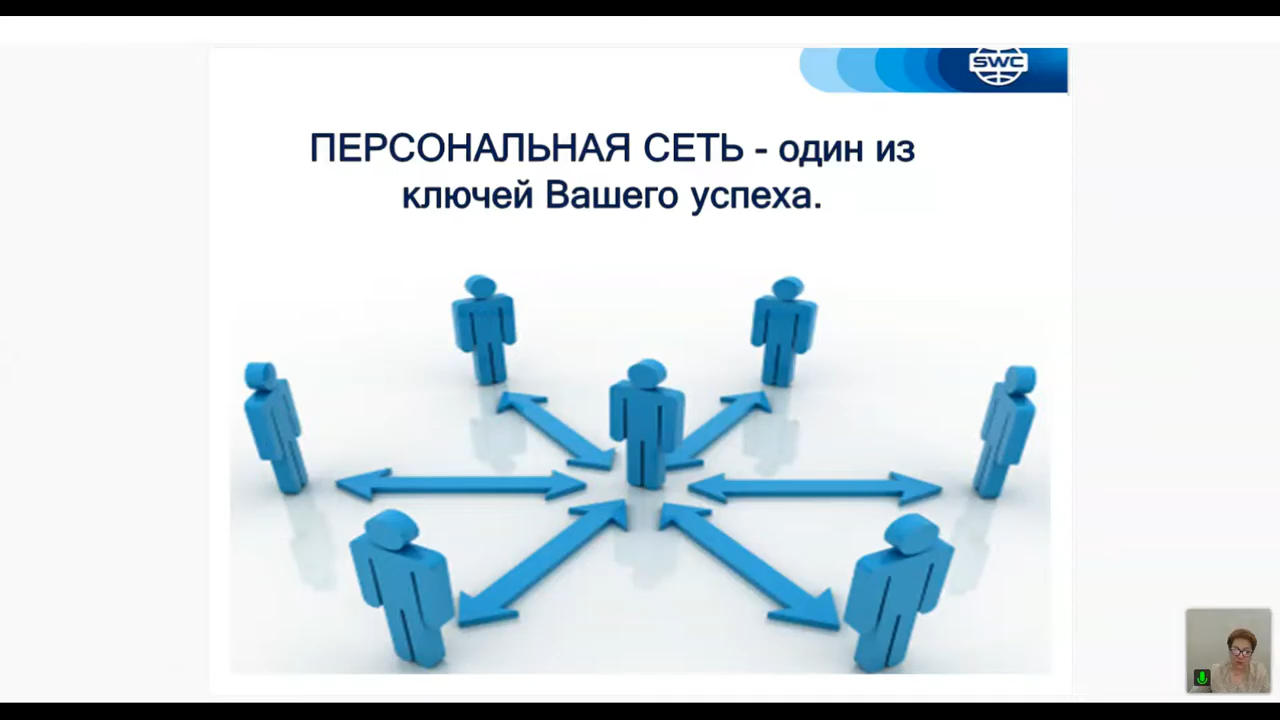 SWC
ПЕРСОНАЛЬНАЯ СЕТЬ - один из
ключей Вашего успеха.